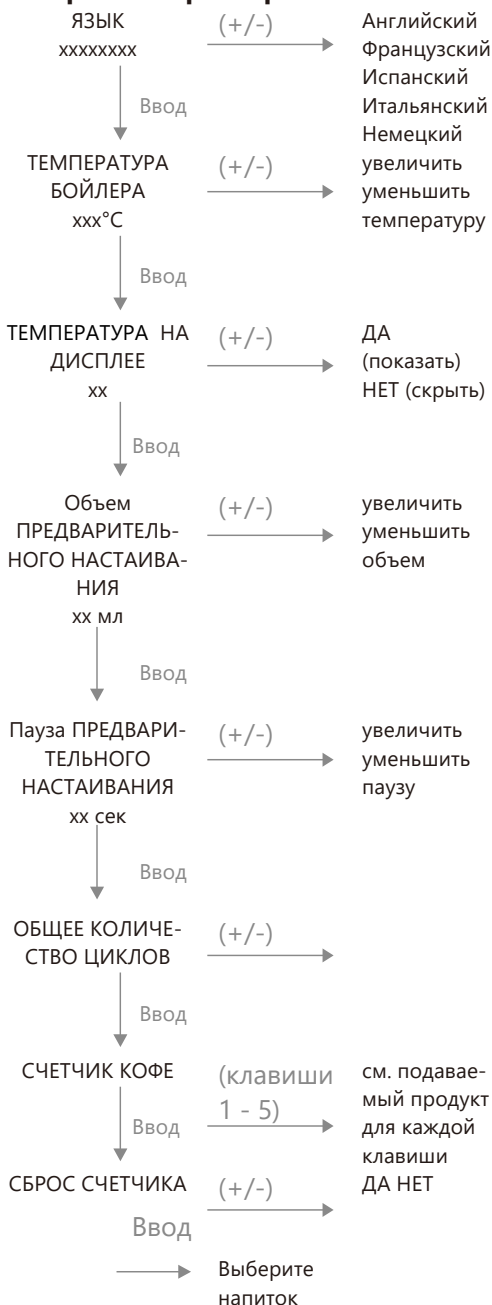 ЯЗЫК
xxxxxxxx
(+/-)
Английский
Французский
Испанский
Итальянский
Немецкий
Ввод
ТЕМПЕРАТУРА
БОЙЛЕРА
xxx°C
(+/-)
увеличить
уменьшить
температуру
Ввод
ТЕМПЕРАТУРА НА
ДИСПЛЕЕ
xx
(+/-)
ДА
(показать)
НЕТ (скрыть)
Ввод
Объем
ПРЕДВАРИТЕЛЬ-
НОГО НАСТАИВА-
НИЯ
xx мл
(+/-)
увеличить
уменьшить
объем
Ввод
Пауза ПРЕДВАРИ-
ТЕЛЬНОГО
НАСТАИВАНИЯ
xx сек
(+/-)
увеличить
уменьшить
паузу
Ввод
ОБЩЕЕ КОЛИЧЕ-
СТВО ЦИКЛОВ
(+/-)
Ввод
СЧЕТЧИК КОФЕ
(клавиши
1 - 5)
см. подавае-
мый продукт
для каждой
клавиши
Ввод
СБРОС СЧЕТЧИКА
(+/-)
ДА НЕТ
Ввод
Выберите
напиток